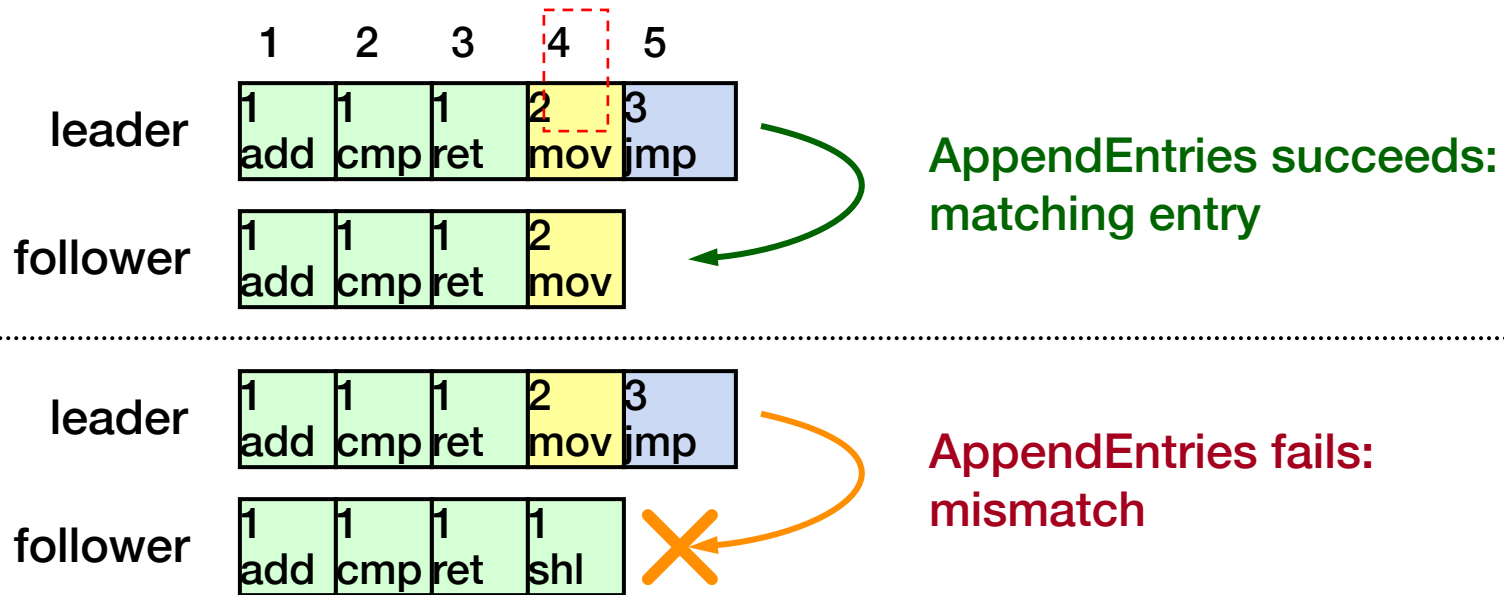 1 2 3 4 5
leader
1 1 1 2 3
add cmp ret mov jmp
AppendEntries succeeds:
matching entry
follower
1 1 1 2
add cmp ret mov
leader
1 1 1 2 3
add cmp ret mov jmp
AppendEntries fails:
mismatch
follower
1 1 1 1
add cmp ret shl